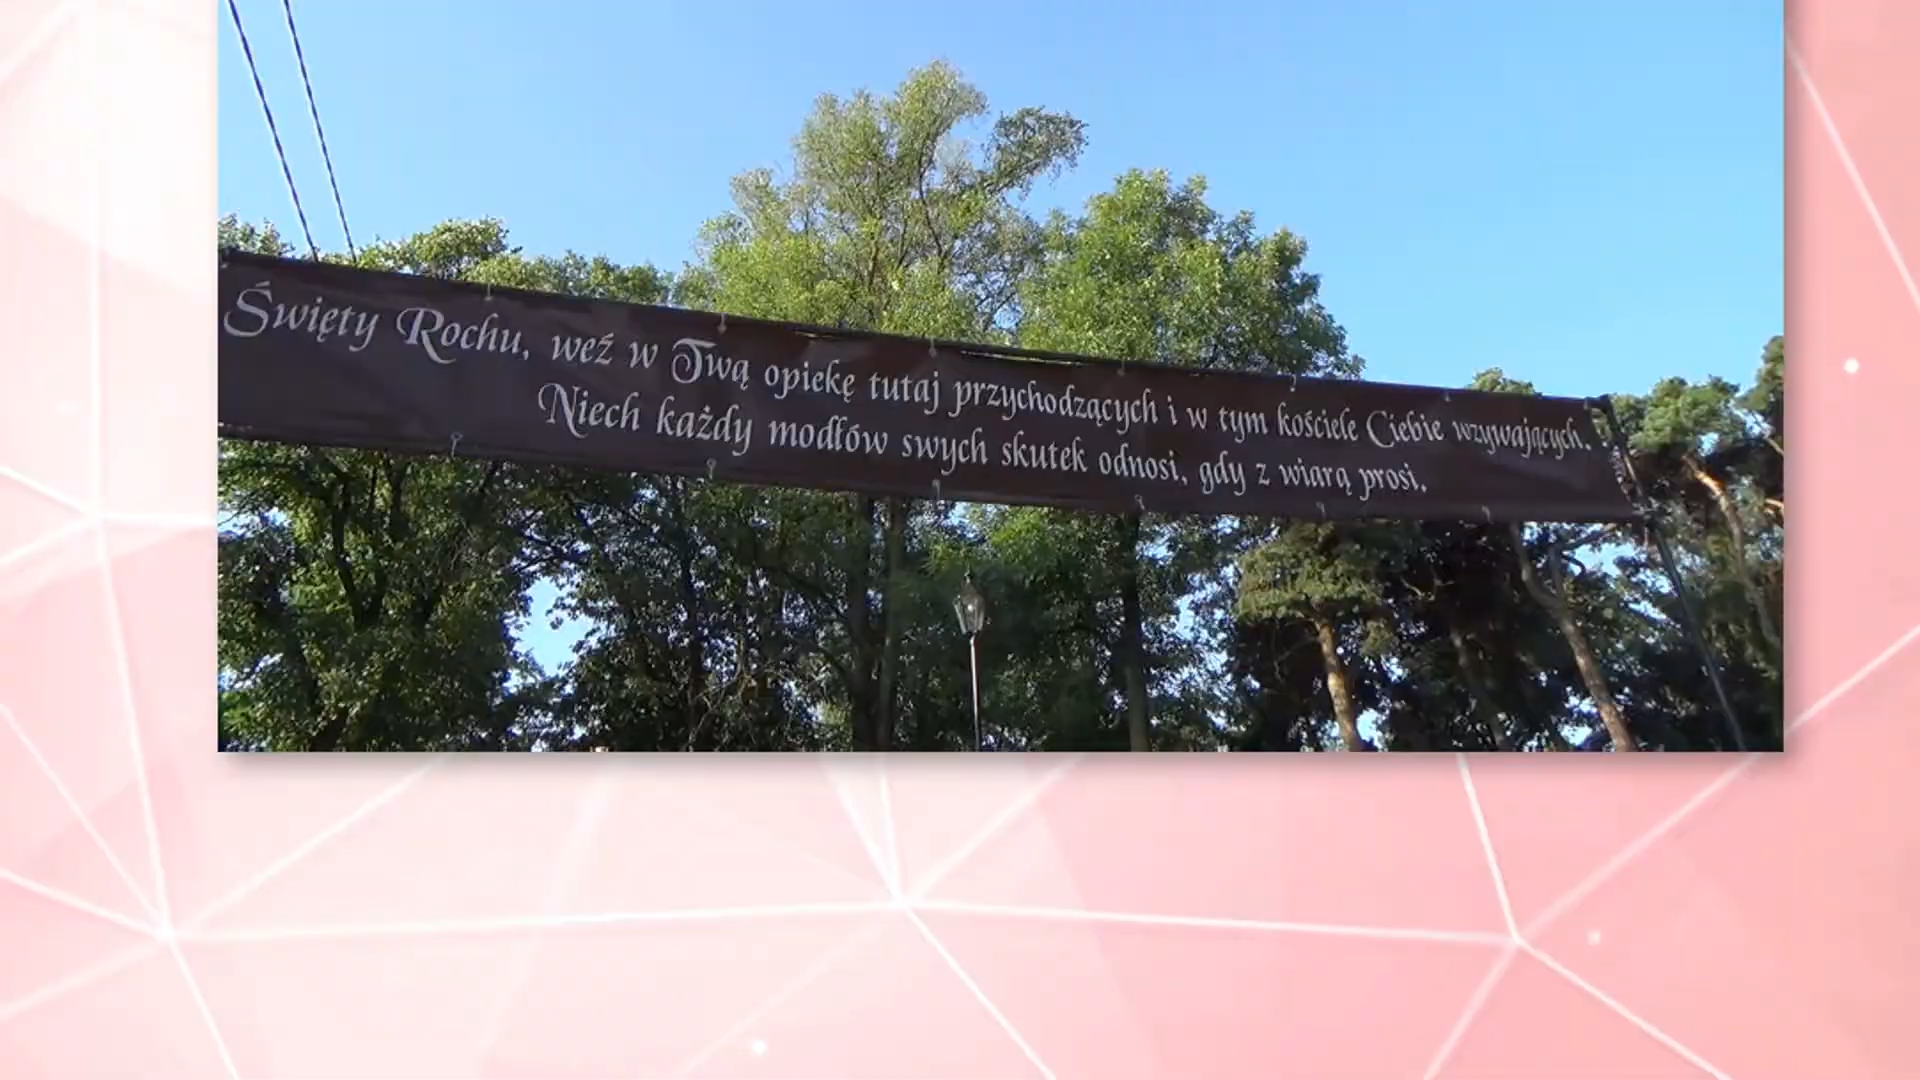 Święty Rochu, weź w Twą opiekę tutaj przychodzących i w tym kościele Ciebie wzywających.
Niech każdy modłów swych skutek odnosi, gdy z wiarą prosi.